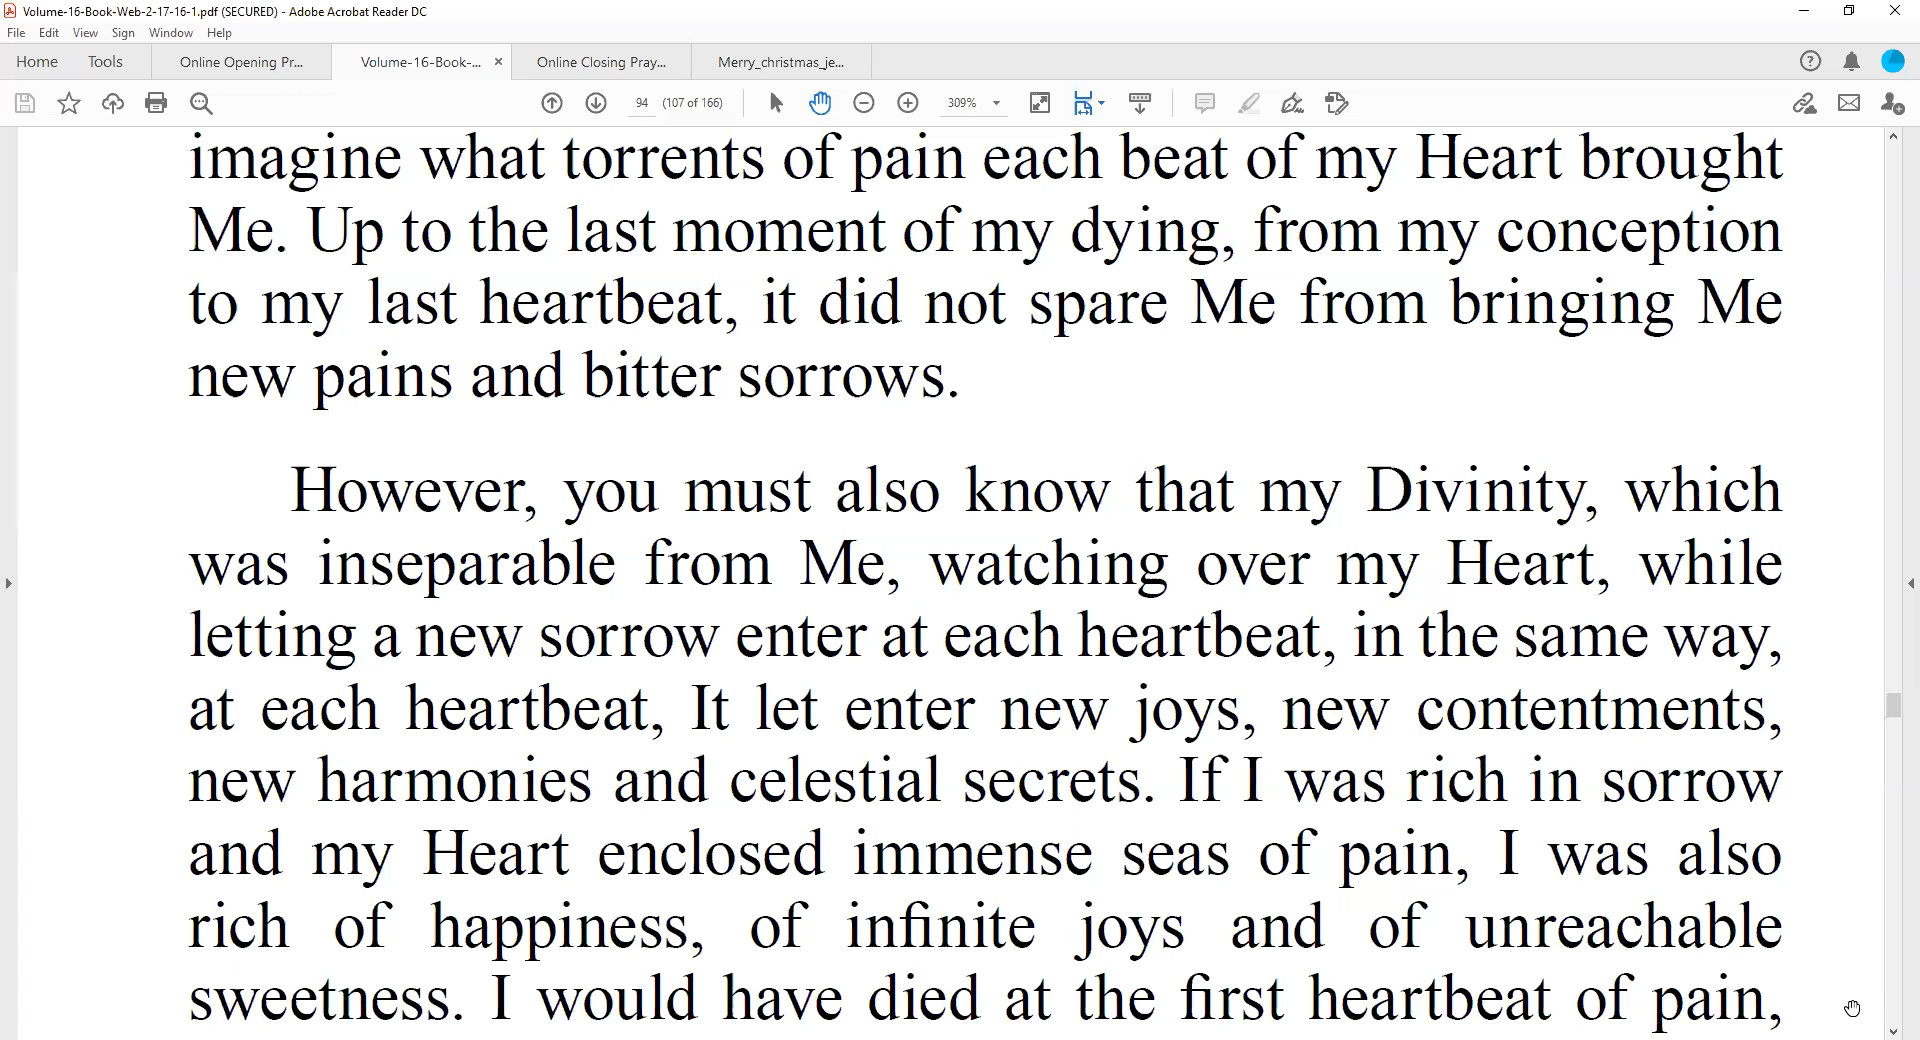 Volume-16-Book-Web-2-17-16-1.pdf (SECURED) - Adobe Acrobat Reader DC
File Edit View Sign Window Help
Home Tools Online Opening Pr... Volume-16-Book-... × Online Closing Pray... Merry_christmas_je...
94 (107 of 166) 309%
imagine what torrents of pain each beat of my Heart brought
Me. Up to the last moment of my dying, from my conception
to my last heartbeat, it did not spare Me from bringing Me
new pains and bitter sorrows.
However, you must also know that my Divinity, which
was inseparable from Me, watching over my Heart, while
letting a new sorrow enter at each heartbeat, in the same way,
at each heartbeat, It let enter new joys, new contentments,
new harmonies and celestial secrets. If I was rich in sorrow
and my Heart enclosed immense seas of pain, I was also
rich of happiness, of infinite joys and of unreachable
sweetness. I would have died at the first heartbeat of pain,